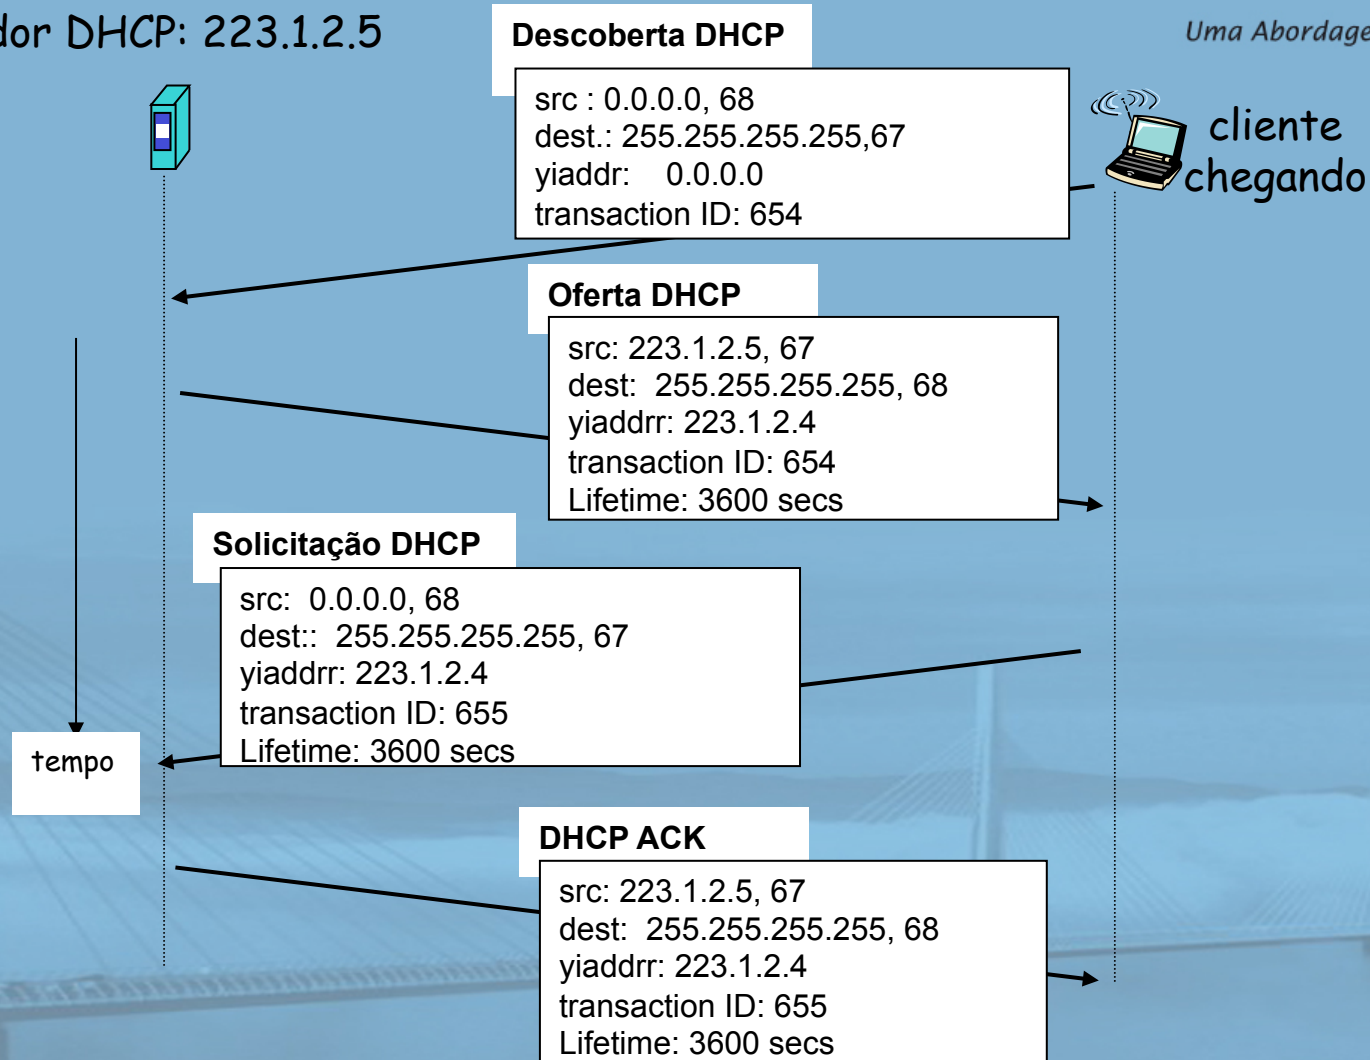 dor DHCP: 223.1.2.5
Uma Abordage
Descoberta DHCP
src : 0.0.0.0, 68
dest.: 255.255.255.255,67
yiaddr: 0.0.0.0
transaction ID: 654
cliente
chegando
Oferta DHCP
src: 223.1.2.5, 67
dest: 255.255.255.255, 68
yiaddrr: 223.1.2.4
transaction ID: 654
Lifetime: 3600 secs
Solicitação DHCP
src: 0.0.0.0, 68
dest:: 255.255.255.255, 67
yiaddrr: 223.1.2.4
transaction ID: 655
Lifetime: 3600 secs
tempo
DHCP ACK
src: 223.1.2.5, 67
dest: 255.255.255.255, 68
yiaddrr: 223.1.2.4
transaction ID: 655
Lifetime: 3600 secs